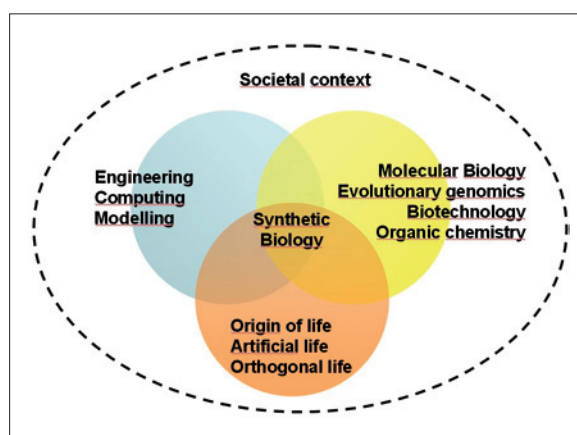 Societal context
Engineering
Computing
Modelling
Molecular Biology
Evolutionary genomics
Biotechnology
Organic chemistry
Synthetic
Biology
Origin of life
Artificial life
Orthogonal life